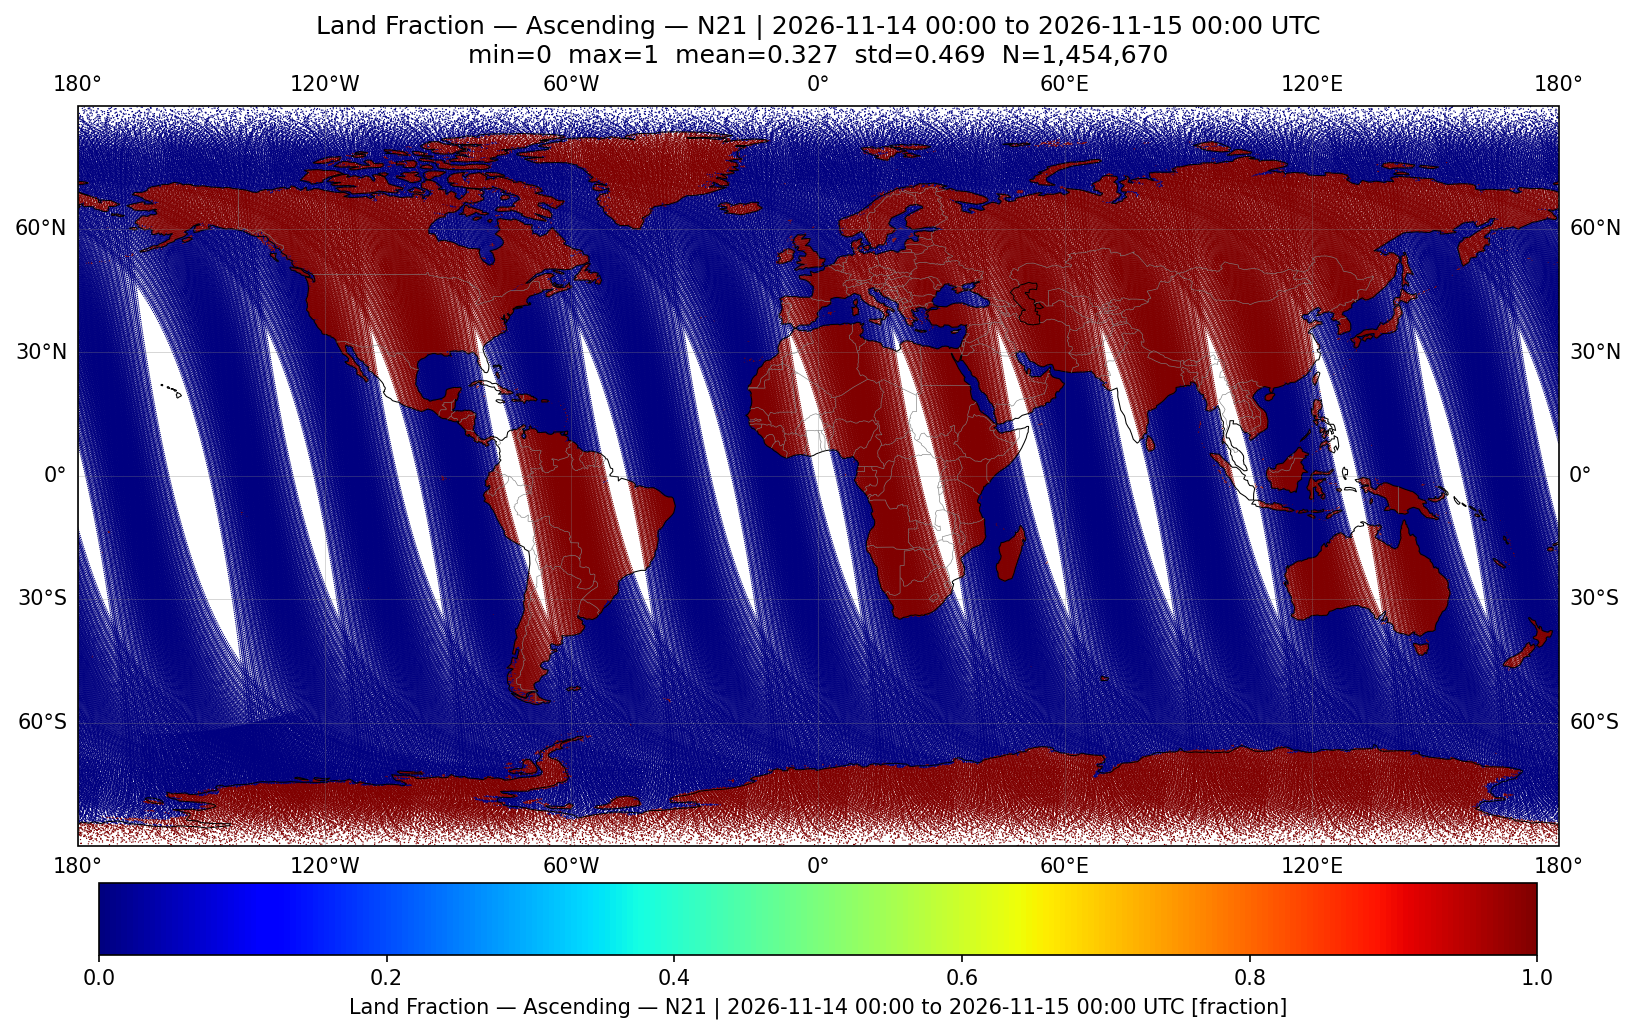 Land Fraction — Ascending — N21 | 2026-11-14 00:00 to 2026-11-15 00:00 UTC
min=0  max=1  mean=0.327  std=0.469  N=1,454,670
180° 120°W 60°W 0° 60°E 120°E 180°
60°N 60°N
30°N 30°N
0° 0°
30°S 30°S
60°S 60°S
180° 120°W 60°W 0° 60°E 120°E 180°
0.0 0.2 0.4 0.6 0.8 1.0
Land Fraction — Ascending — N21 | 2026-11-14 00:00 to 2026-11-15 00:00 UTC [fraction]